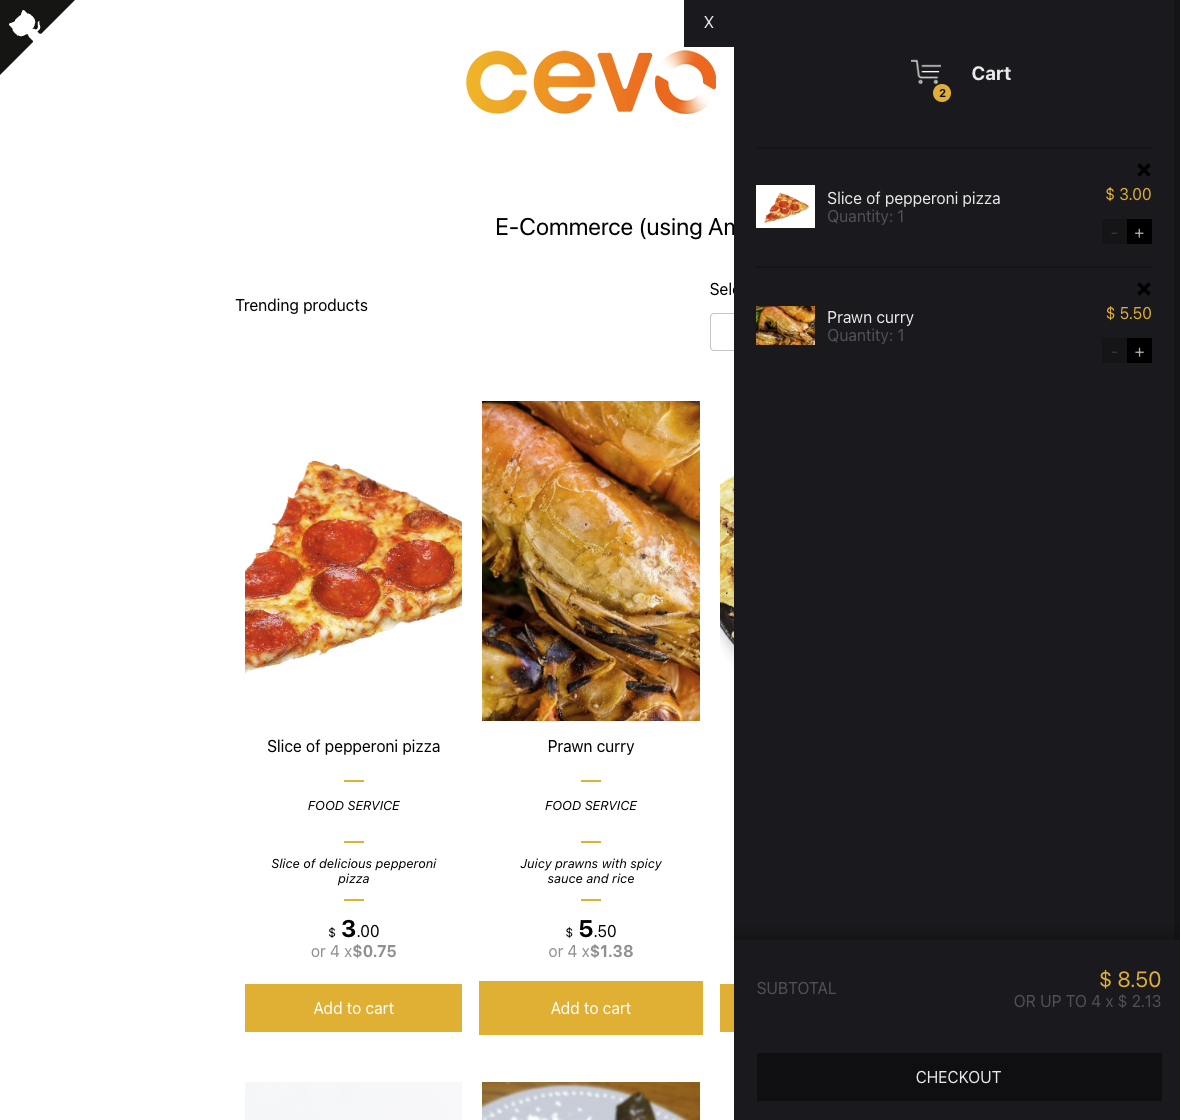 X
cevo
Cart
2
E-Commerce (using Am
Trending products
Slice of pepperoni pizza
Quantity: 1
$ 3.00
- +
Prawn curry
Quantity: 1
$ 5.50
- +
Slice of pepperoni pizza
FOOD SERVICE
Slice of delicious pepperoni
pizza
$ 3.00
or 4 x$0.75
Add to cart
Prawn curry
FOOD SERVICE
Juicy prawns with spicy
sauce and rice
$ 5.50
or 4 x$1.38
Add to cart
SUBTOTAL
$ 8.50
OR UP TO 4 x $ 2.13
CHECKOUT